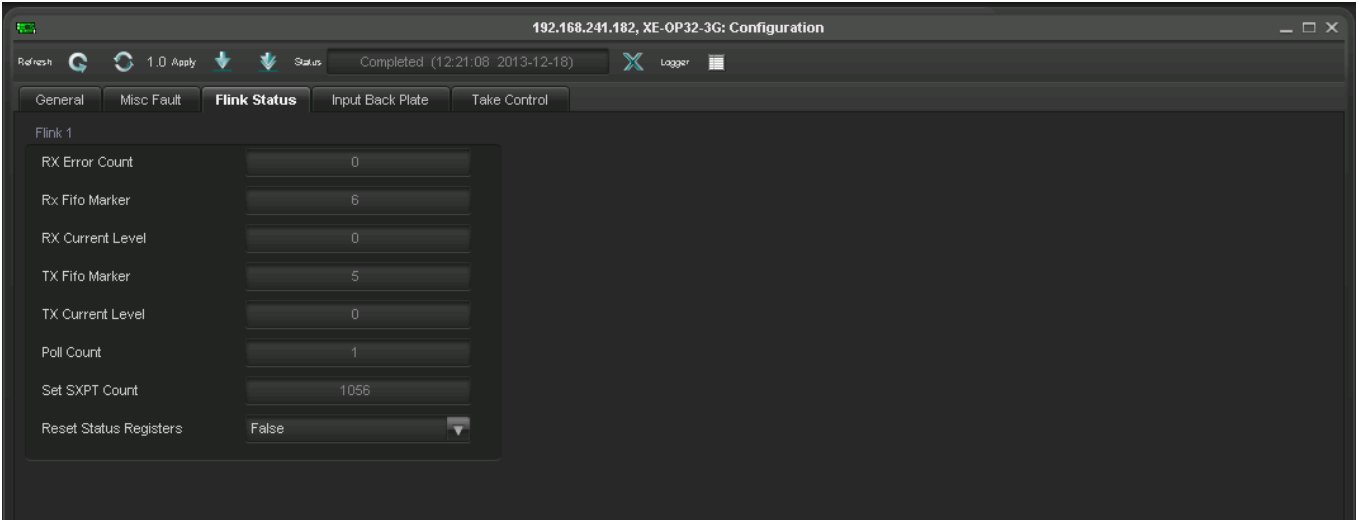 192.168.241.182, XE-OP32-3G: Configuration
Refresh 1.0 Apply Status Completed (12:21:08 2013-12-18) Logger
General Misc Fault Flink Status Input Back Plate Take Control
Flink 1
RX Error Count 0
Rx Fifo Marker 6
RX Current Level 0
TX Fifo Marker 5
TX Current Level 0
Poll Count 1
Set SXPT Count 1056
Reset Status Registers False